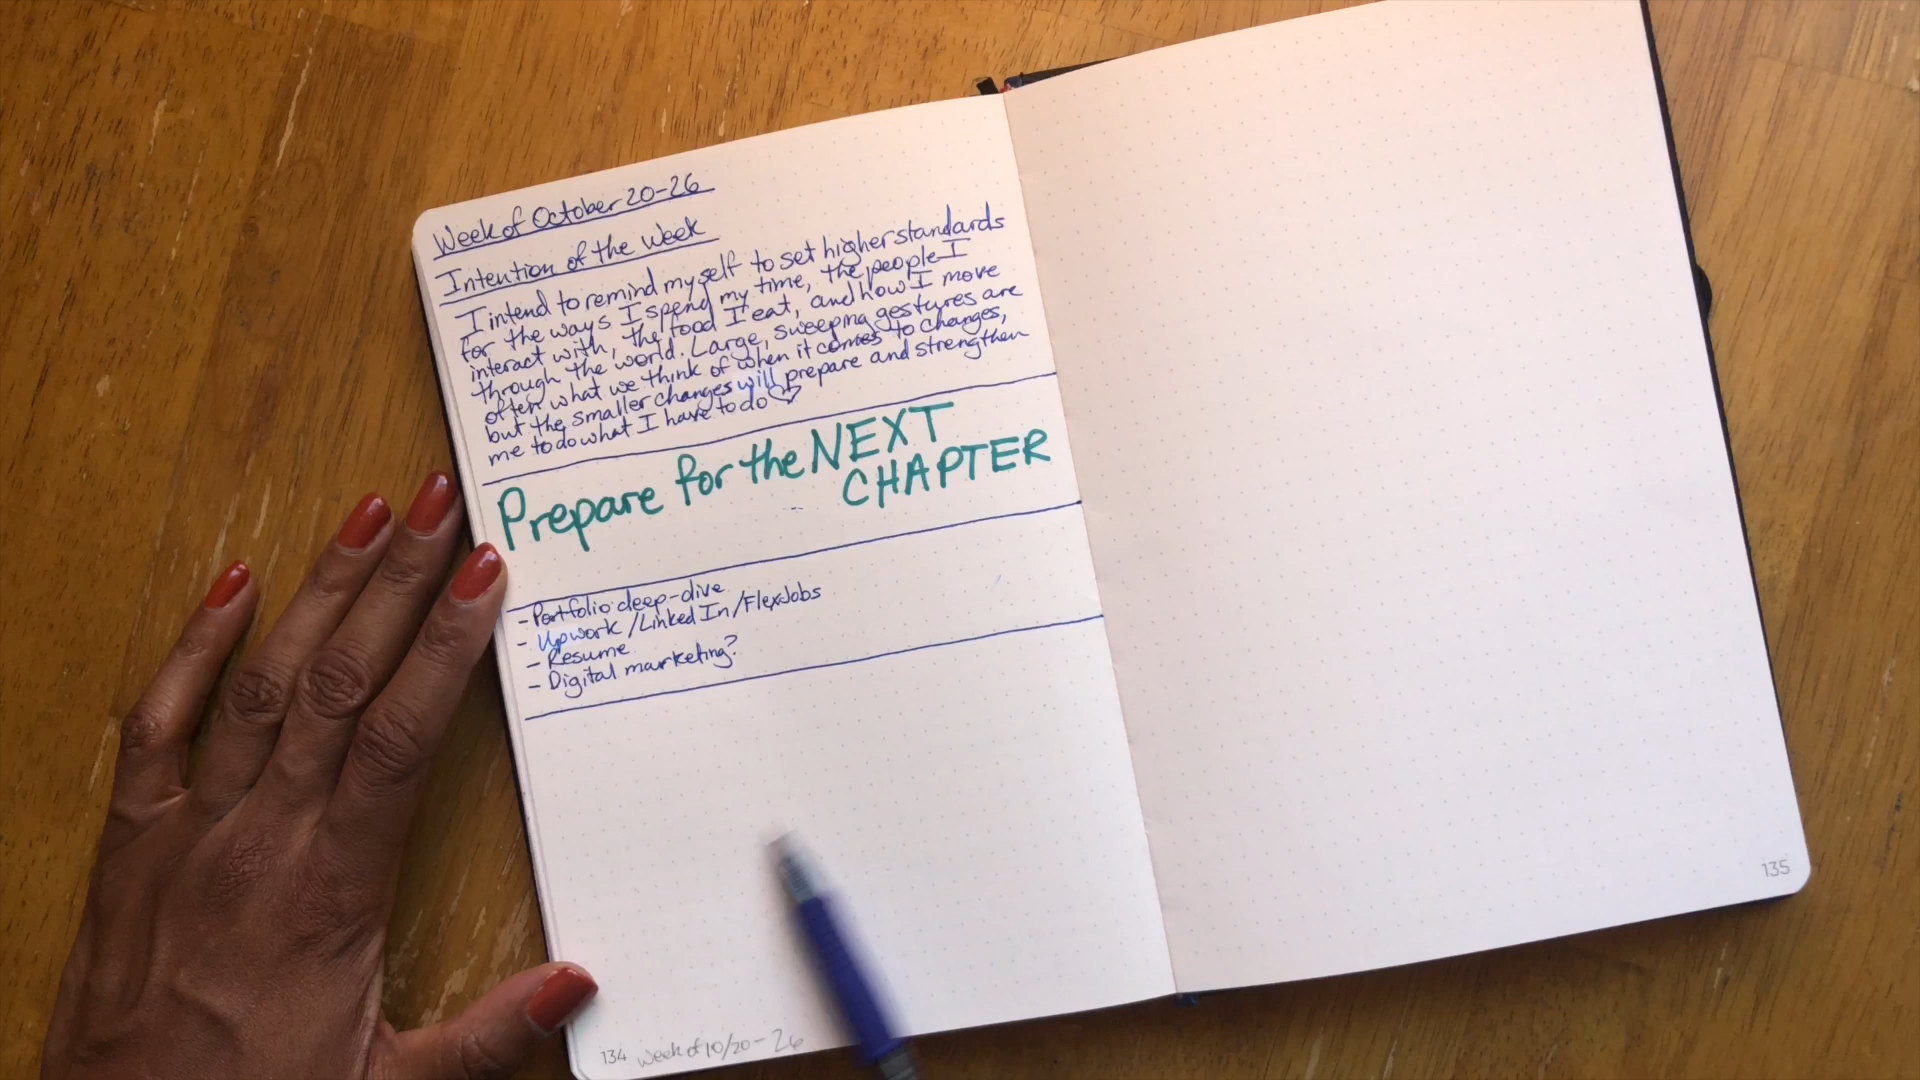 Week of October 20-26
Intention of the Week
I intend to remind myself to set higher standards
for the ways I spend my time, the people I
interact with, the food I eat, and how I move
through the world. Large, sweeping gestures are
often what we think of when it comes to changes,
but the smaller changes will prepare and strengthen
me to do what I have to do
Prepare for the NEXT
CHAPTER
- Portfolio deep-dive
- Upwork/LinkedIn/FlexJobs
- Resume
- Digital marketing?
134 Week of 10/20-26
135